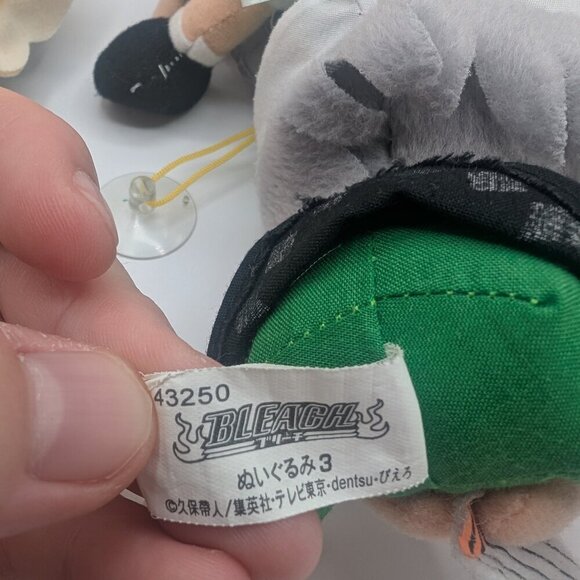 43250
BLEACH
ブリーチ
ぬいぐるみ3
©久保帯人/集英社・テレビ東京・dentsu・ぴえろ